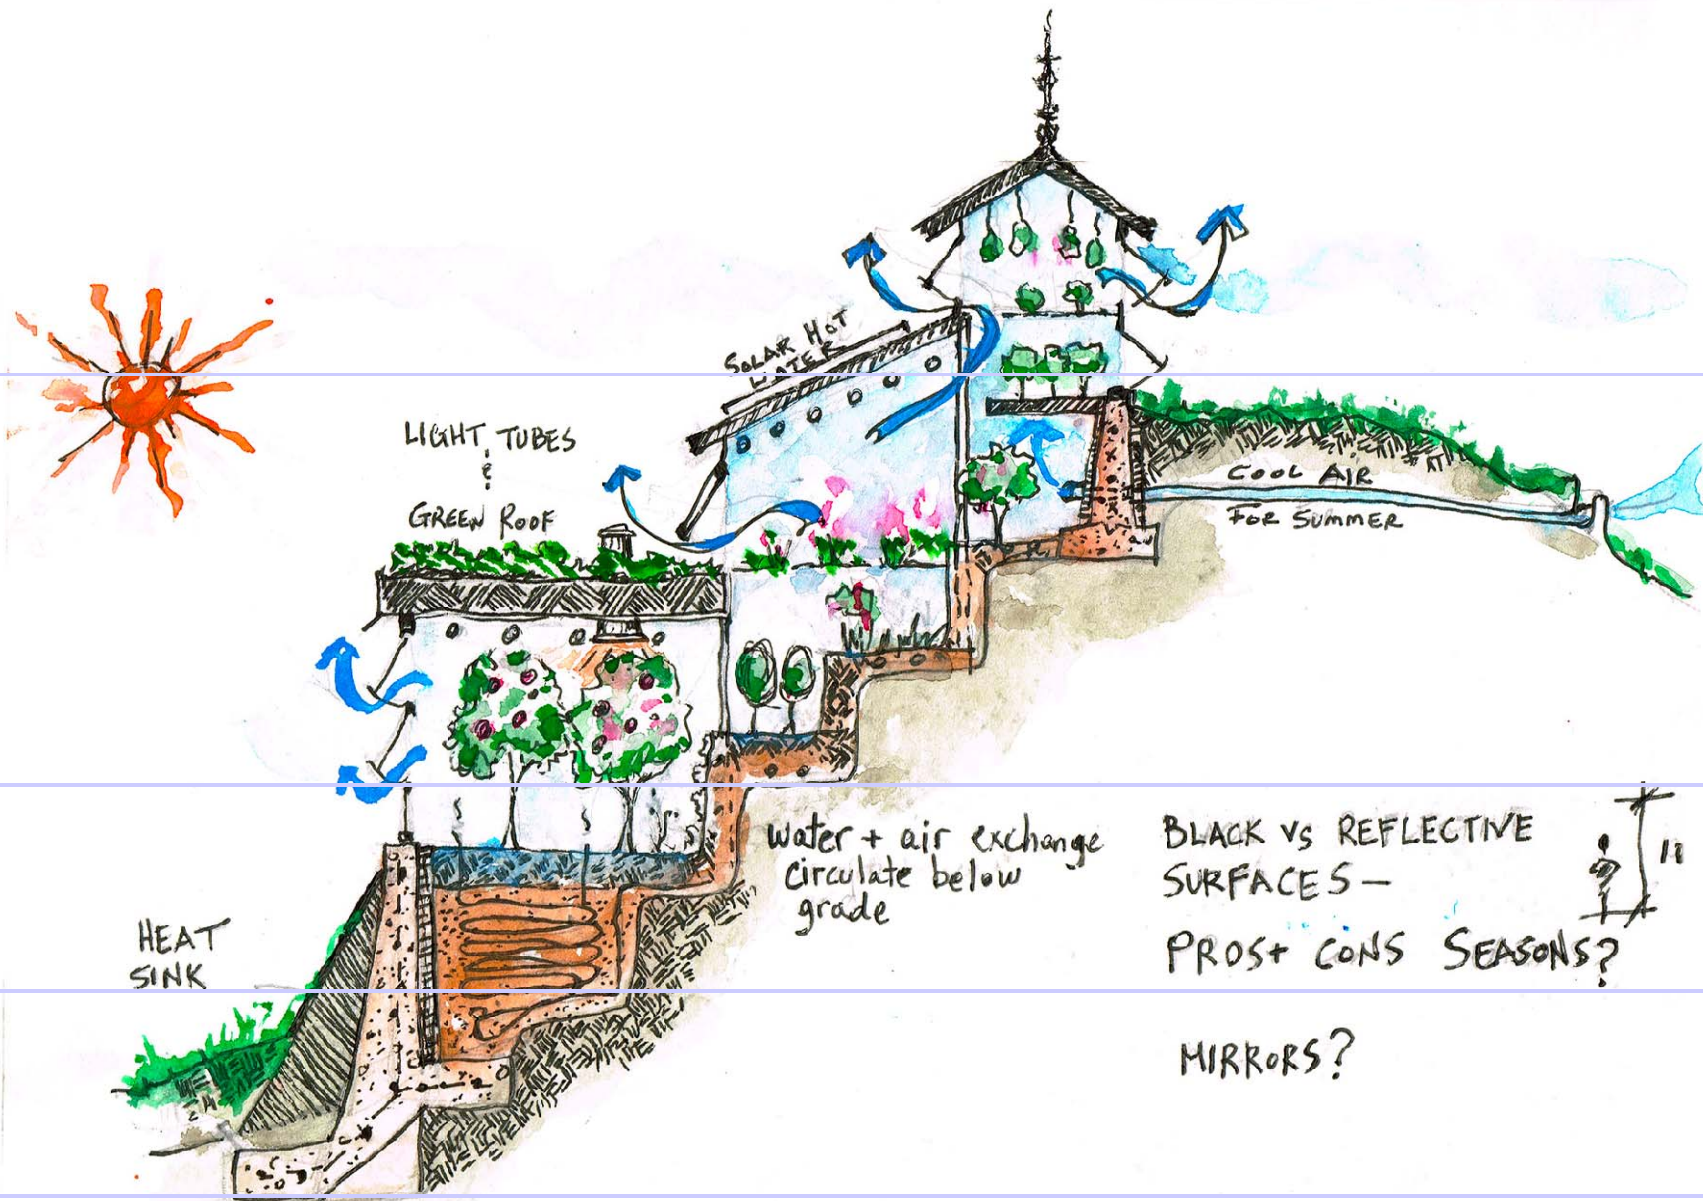 SOLAR HOT
WATER
LIGHT TUBES
&
GREEN ROOF
COOL AIR
FOR SUMMER
water + air exchange
circulate below
grade
BLACK VS REFLECTIVE
SURFACES —
PROS + CONS SEASONS?
HEAT
SINK
MIRRORS?